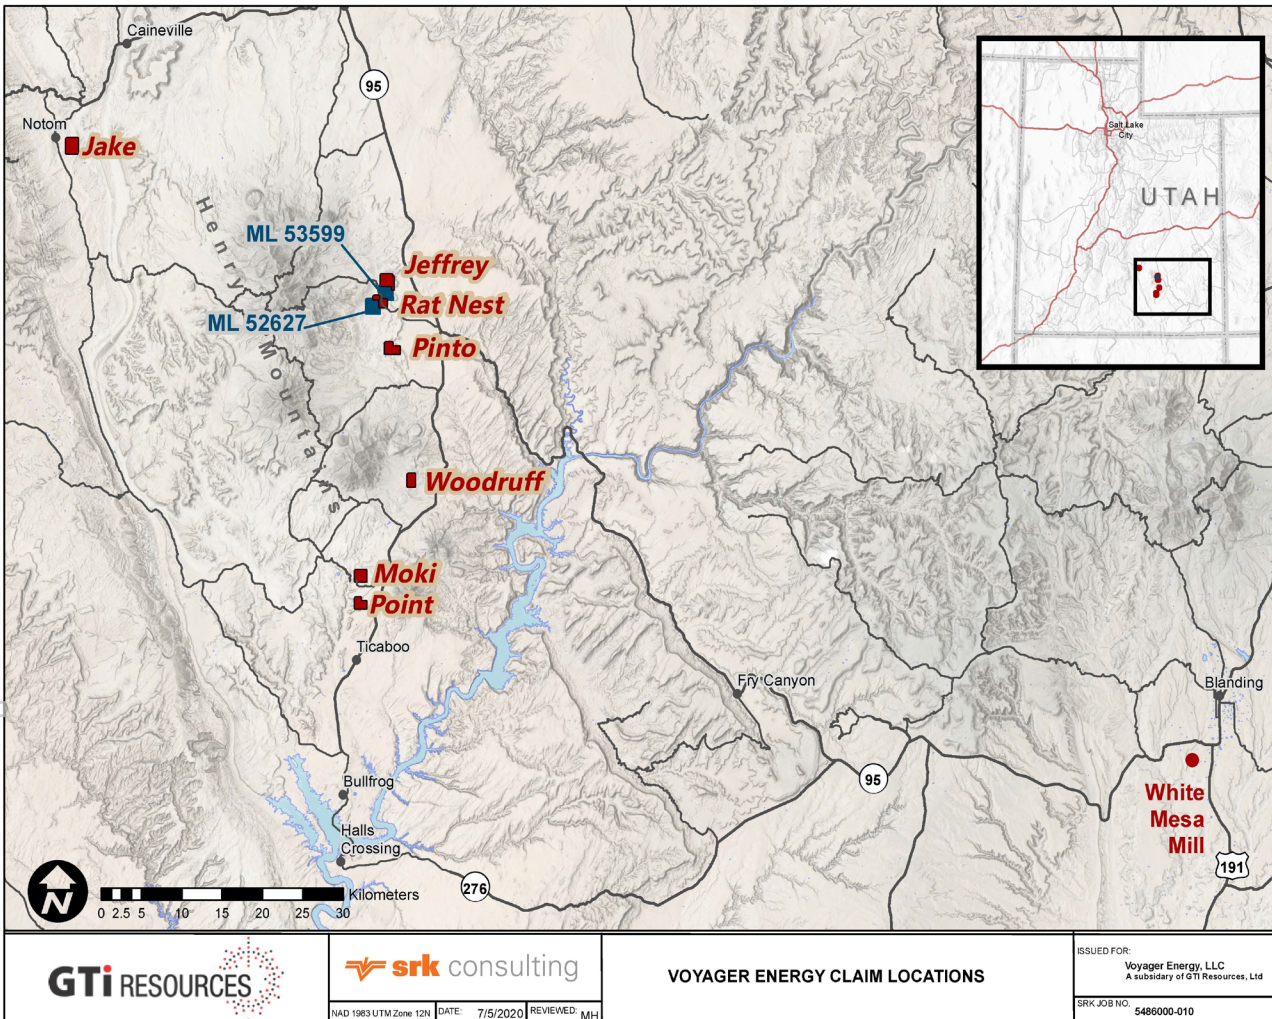 Caineville
95
Notom
Jake
Henry Mountains
ML 53599
Jeffrey
Rat Nest
ML 52627
Pinto
Woodruff
Moki
Point
Ticaboo
Fry Canyon
Blanding
Bullfrog
Halls
Crossing
95
White
Mesa
Mill
191
276
Salt Lake
City
UTAH
N
Kilometers
0 2.5 5 10 15 20 25 30
GTi RESOURCES
srk consulting
NAD 1983 UTM Zone 12N
DATE: 7/5/2020
REVIEWED: MH
VOYAGER ENERGY CLAIM LOCATIONS
ISSUED FOR:
Voyager Energy, LLC
A subsidary of GTI Resources, Ltd
SRK JOB NO.
5486000-010